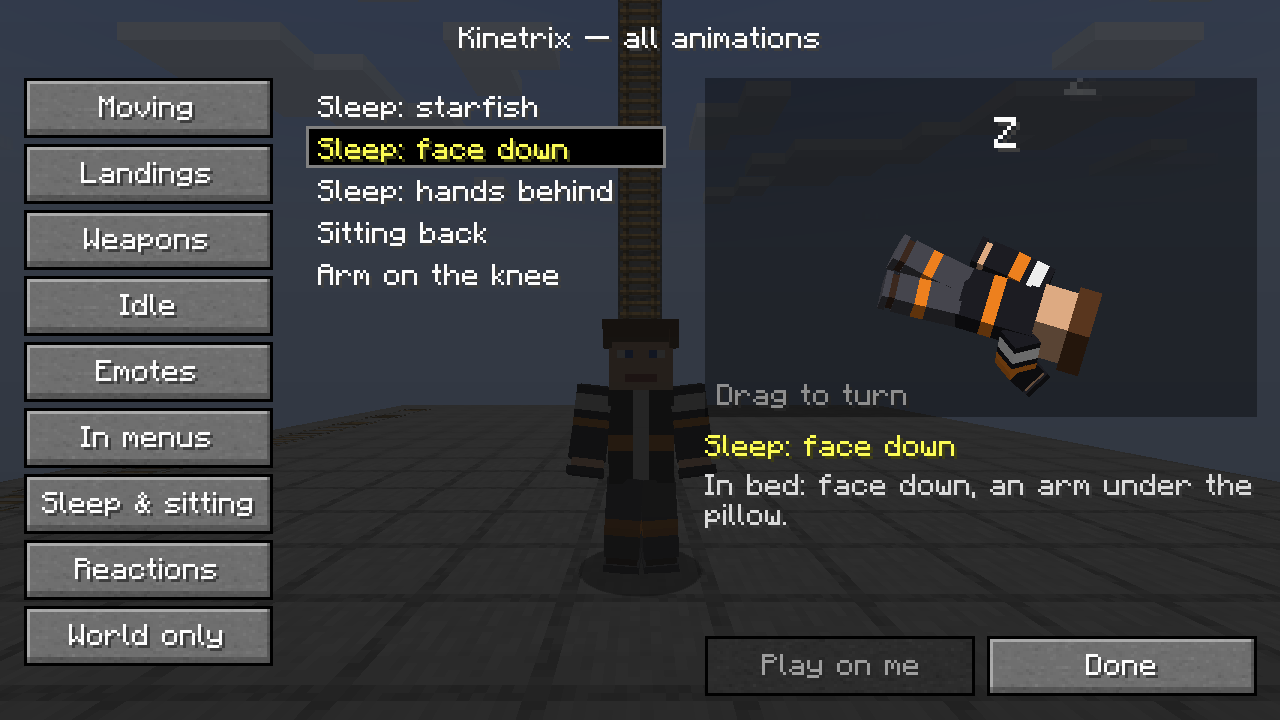 Kinetrix — all animations
Moving
Landings
Weapons
Idle
Emotes
In menus
Sleep & sitting
Reactions
World only
Sleep: starfish
Sleep: face down
Sleep: hands behind
Sitting back
Arm on the knee
Z
Drag to turn
Sleep: face down
In bed: face down, an arm under the
pillow.
Play on me
Done